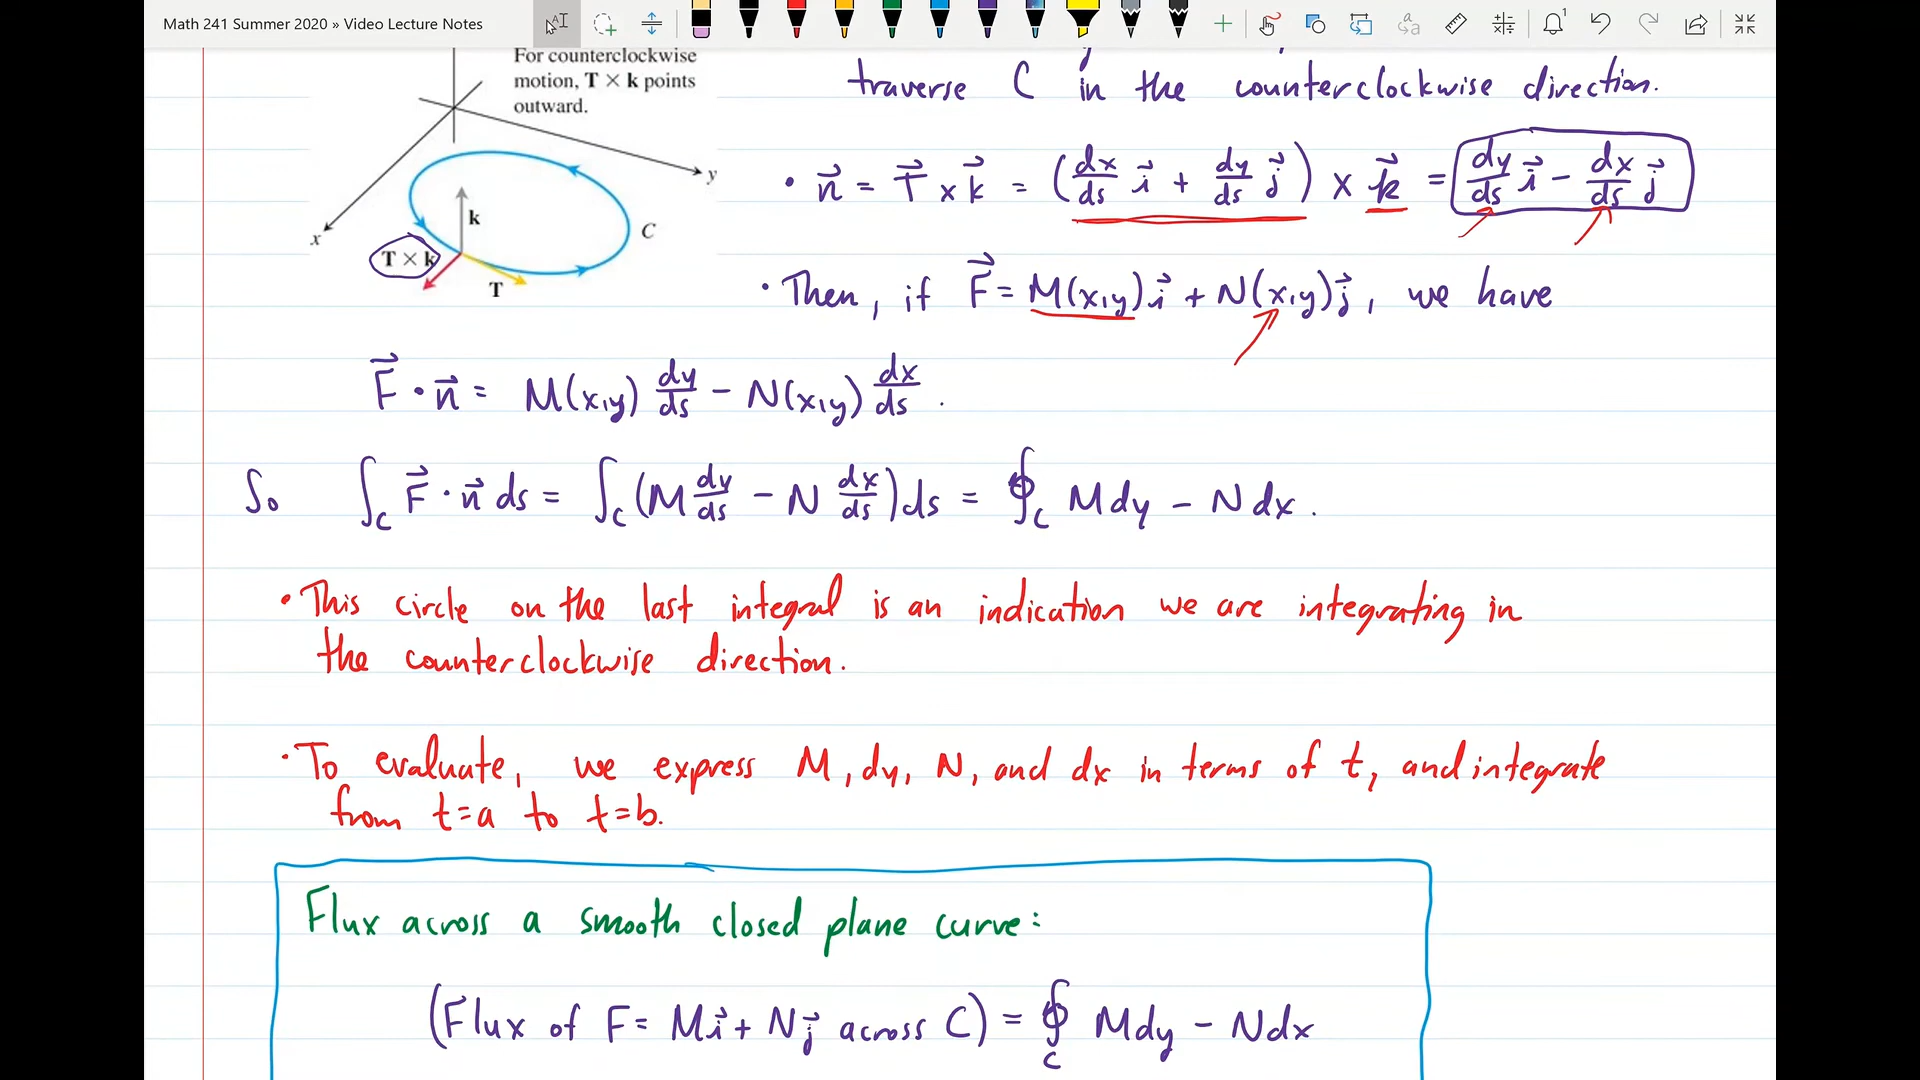 Math 241 Summer 2020 » Video Lecture Notes
For counterclockwise
motion, T × k points
outward.
traverse C in the counterclockwise direction.
• n⃗ = T⃗ × k⃗ = (dx/ds i⃗ + dy/ds j⃗) × k⃗ = dy/ds i⃗ − dx/ds j⃗
y
x
k
C
T × k
T
• Then, if F⃗ = M(x,y) i⃗ + N(x,y) j⃗, we have
F⃗ · n⃗ = M(x,y) dy/ds − N(x,y) dx/ds .
So ∫_C F⃗ · n⃗ ds = ∫_C (M dy/ds − N dx/ds) ds = ∮_C M dy − N dx .
• This circle on the last integral is an indication we are integrating in
the counterclockwise direction.
• To evaluate, we express M, dy, N, and dx in terms of t, and integrate
from t=a to t=b.
Flux across a smooth closed plane curve:
(Flux of F = M i⃗ + N j⃗ across C) = ∮_C M dy − N dx